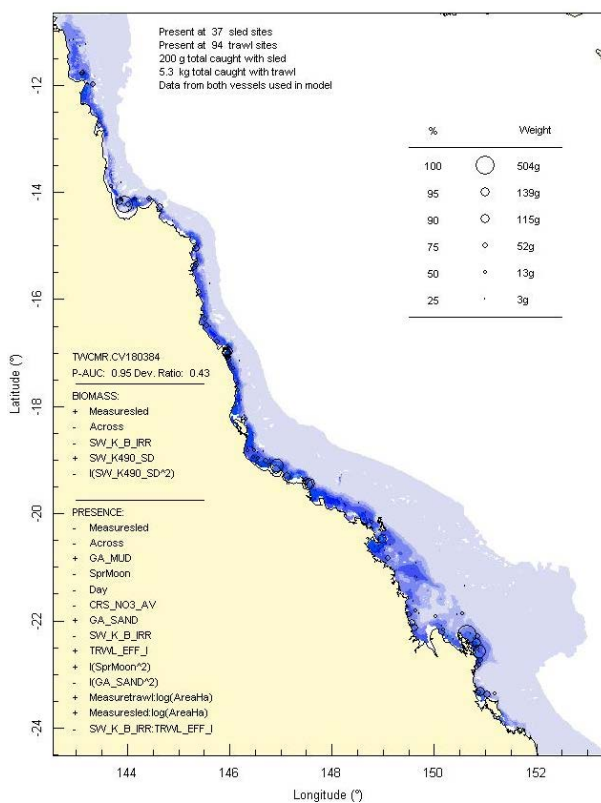 Present at 37 sled sites
Present at 94 trawl sites
200 g total caught with sled
5.3 kg total caught with trawl
Data from both vessels used in model
% Weight
100 504g
95 139g
90 115g
75 52g
50 13g
25 3g
TWCMR.CV180384
P-AUC: 0.95 Dev. Ratio: 0.43
BIOMASS:
+ Measuresled
- Across
- SW_K_B_IRR
+ SW_K490_SD
- I(SW_K490_SD^2)
PRESENCE:
- Measuresled
- Across
+ GA_MUD
- SprMoon
- Day
- CRS_NO3_AV
+ GA_SAND
- SW_K_B_IRR
+ TRWL_EFF_I
+ I(SprMoon^2)
- I(GA_SAND^2)
+ Measuretrawl:log(AreaHa)
+ Measuresled:log(AreaHa)
- SW_K_B_IRR:TRWL_EFF_I
Latitude (º)
-12
-14
-16
-18
-20
-22
-24
144 146 148 150 152
Longitude (º)